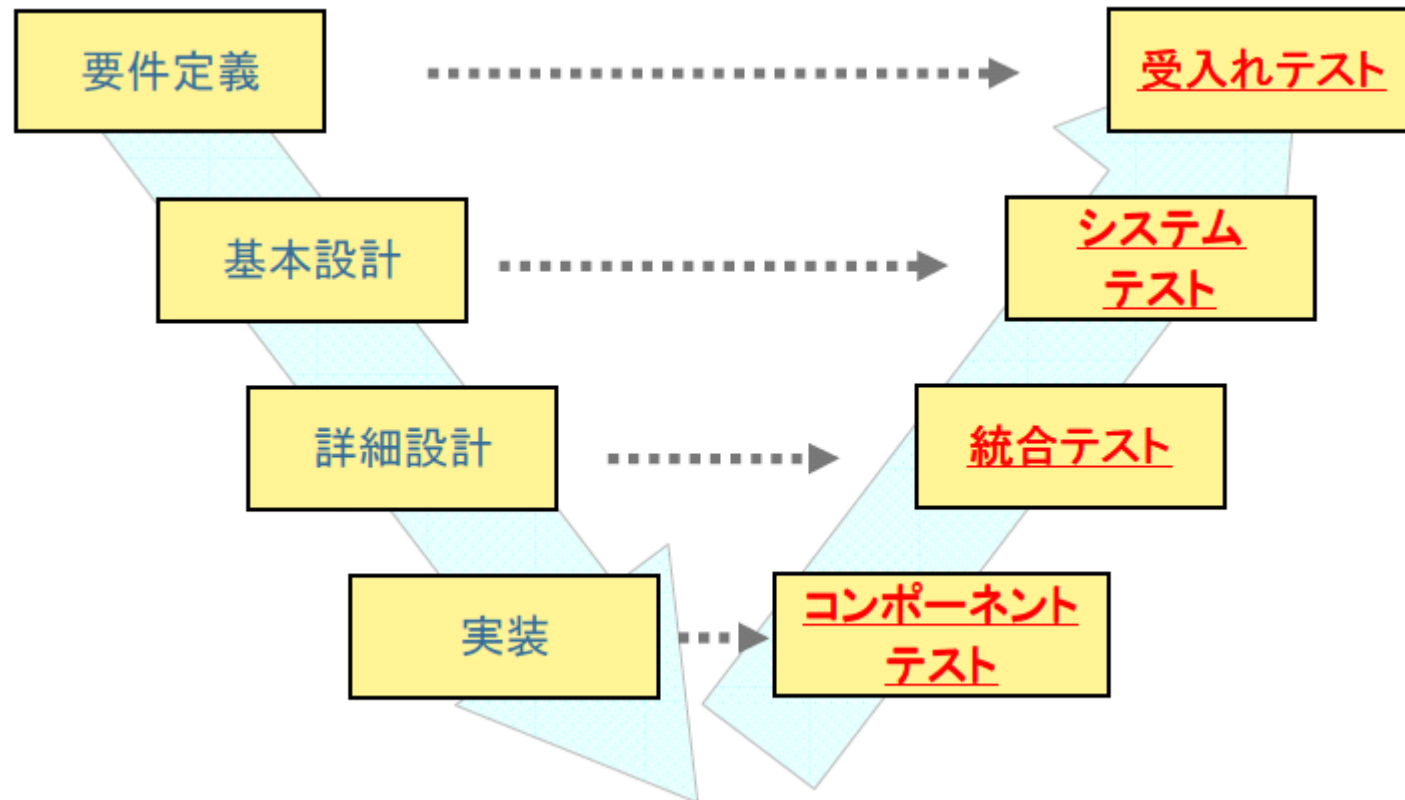 要件定義
受入れテスト
基本設計
システム
テスト
詳細設計
統合テスト
実装
コンポーネント
テスト